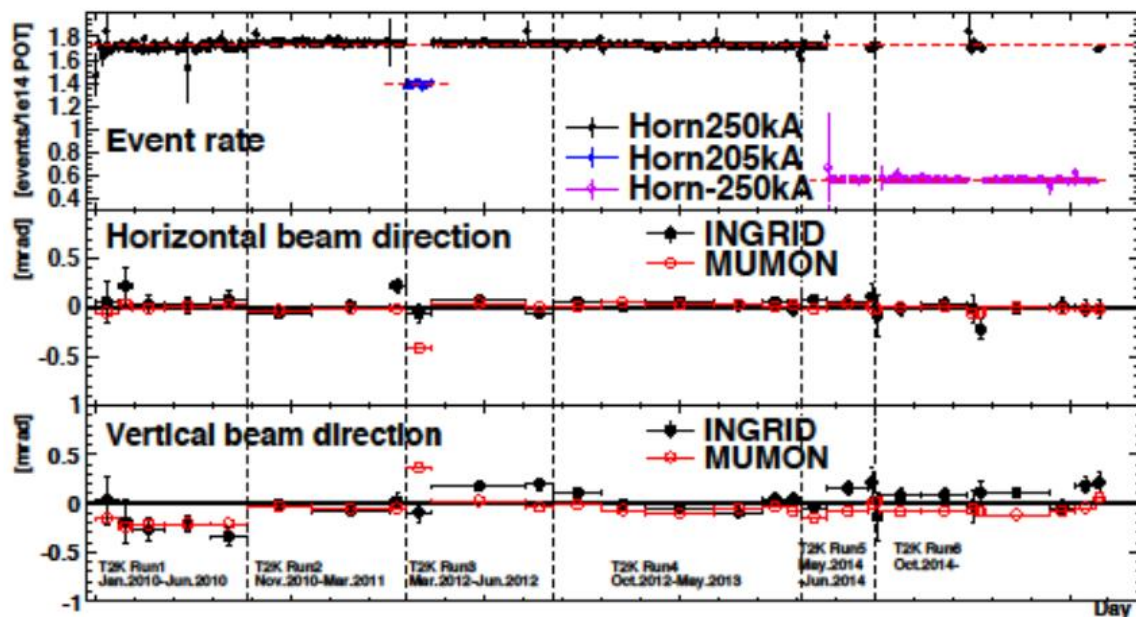 [events/1e14 POT]
1.8
1.6
1.4
1.2
1
0.8
0.6
0.4
Event rate
Horn250kA
Horn205kA
Horn-250kA
[mrad]
Horizontal beam direction
INGRID
MUMON
0.5
0
-0.5
1
[mrad]
Vertical beam direction
INGRID
MUMON
0.5
0
-0.5
-1
T2K Run1
Jan.2010-Jun.2010
T2K Run2
Nov.2010-Mar.2011
T2K Run3
Mar.2012-Jun.2012
T2K Run4
Oct.2012-May.2013
T2K Run5
May.2014
-Jun.2014
T2K Run6
Oct.2014-
Day